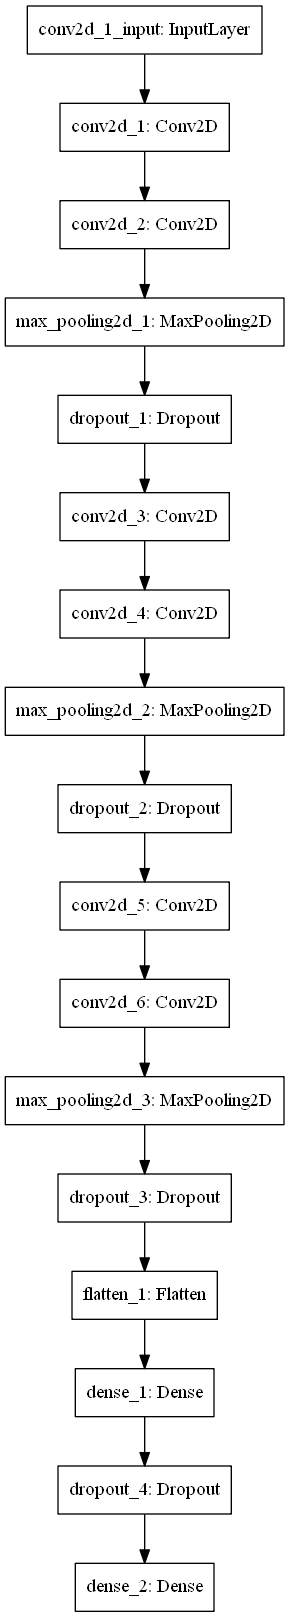 conv2d_1_input: InputLayer
conv2d_1: Conv2D
conv2d_2: Conv2D
max_pooling2d_1: MaxPooling2D
dropout_1: Dropout
conv2d_3: Conv2D
conv2d_4: Conv2D
max_pooling2d_2: MaxPooling2D
dropout_2: Dropout
conv2d_5: Conv2D
conv2d_6: Conv2D
max_pooling2d_3: MaxPooling2D
dropout_3: Dropout
flatten_1: Flatten
dense_1: Dense
dropout_4: Dropout
dense_2: Dense